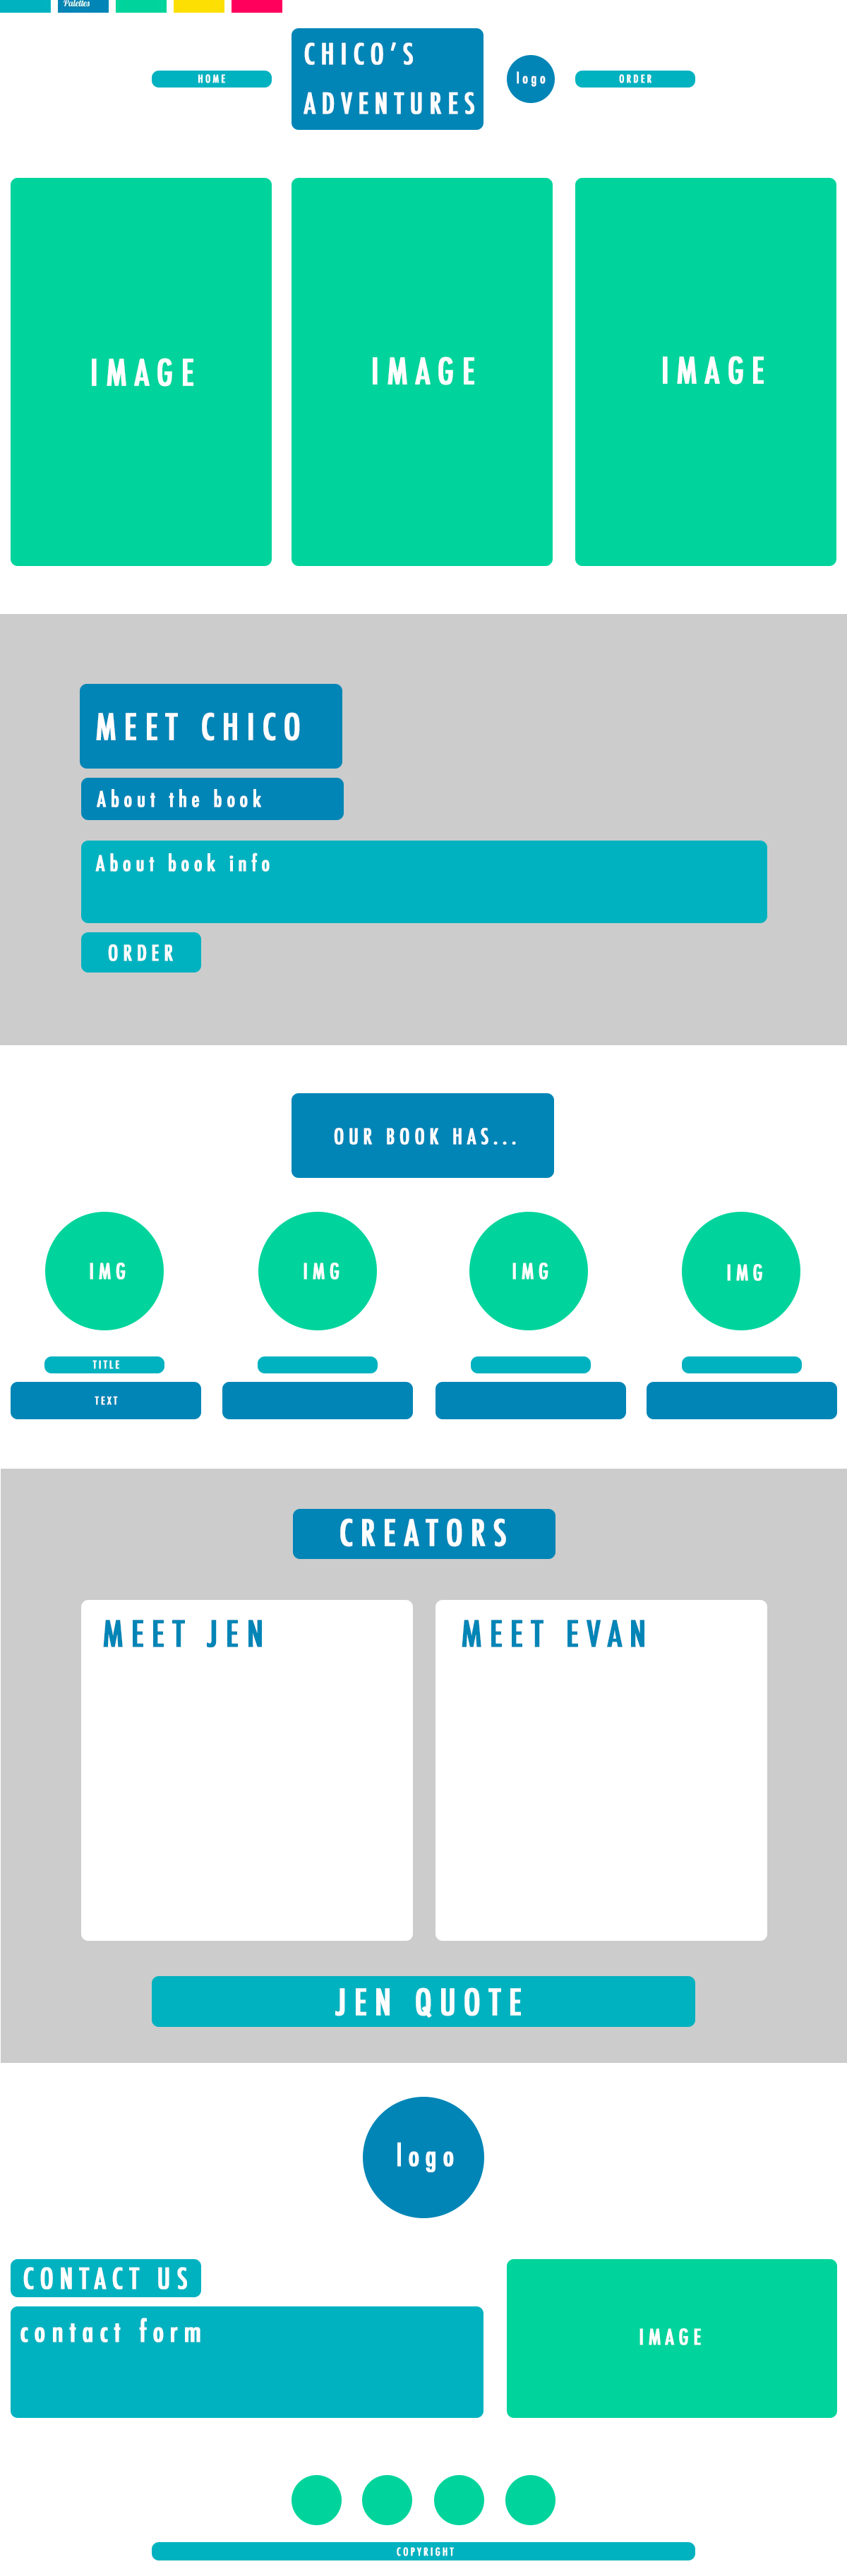 Palettes
HOME
CHICO'S
ADVENTURES
logo
ORDER
IMAGE
IMAGE
IMAGE
MEET CHICO
About the book
About book info
ORDER
OUR BOOK HAS...
IMG
IMG
IMG
IMG
TITLE
TEXT
CREATORS
MEET JEN
MEET EVAN
JEN QUOTE
logo
CONTACT US
contact form
IMAGE
COPYRIGHT